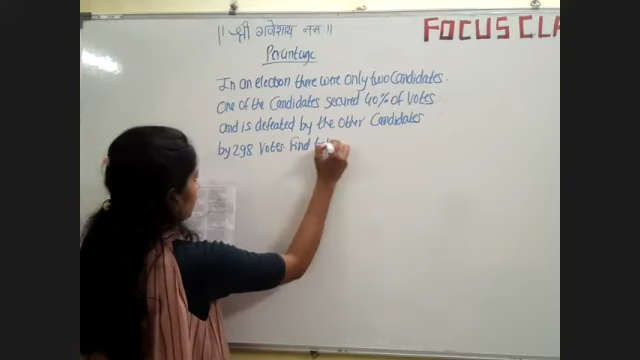 || श्री गणेशाय नमः ||
FOCUS CLA
Percentage
In an election there were only two Candidates.
One of the Candidates secured 40% of Votes
and is defeated by the Other Candidates
by 298 Votes. Find